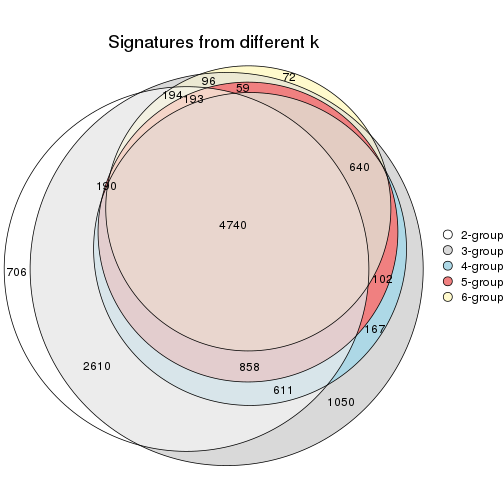 Signatures from different k
96
72
59
194
193
640
190
4740
2-group
3-group
4-group
5-group
6-group
706
102
167
2610
858
611
1050